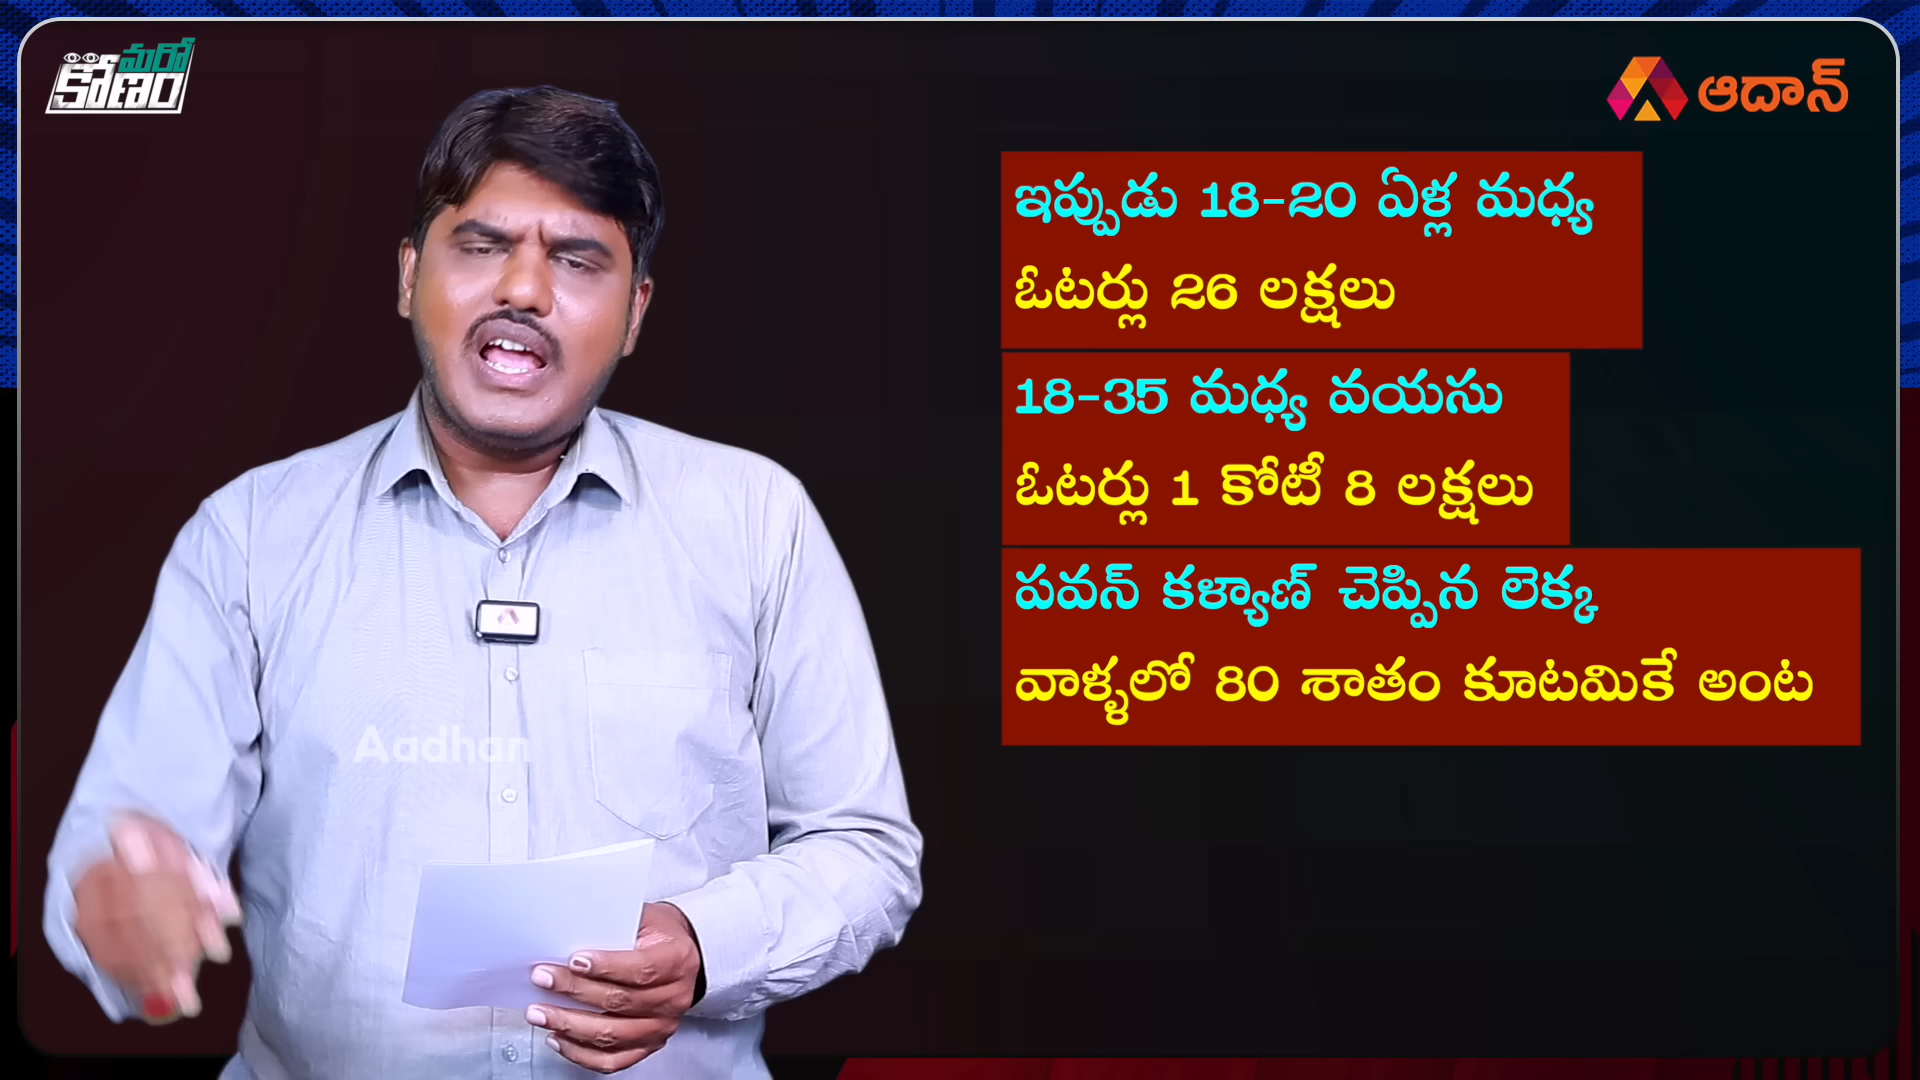 మరో
కోణం
ఆదాన్
ఇప్పుడు 18-20 ఏళ్ల మధ్య
ఓటర్లు 26 లక్షలు
18-35 మధ్య వయసు
ఓటర్లు 1 కోటీ 8 లక్షలు
పవన్ కళ్యాణ్ చెప్పిన లెక్క
వాళ్ళలో 80 శాతం కూటమికే అంట
Aadhan